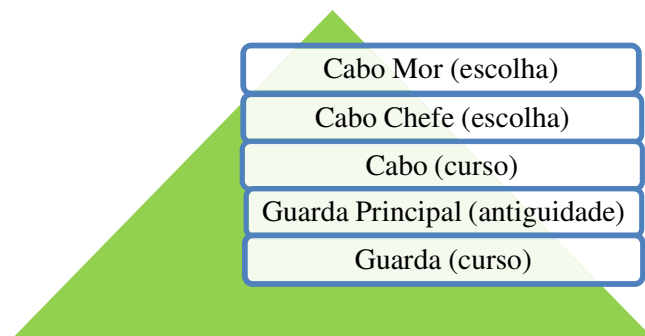 Cabo Mor (escolha)
Cabo Chefe (escolha)
Cabo (curso)
Guarda Principal (antiguidade)
Guarda (curso)